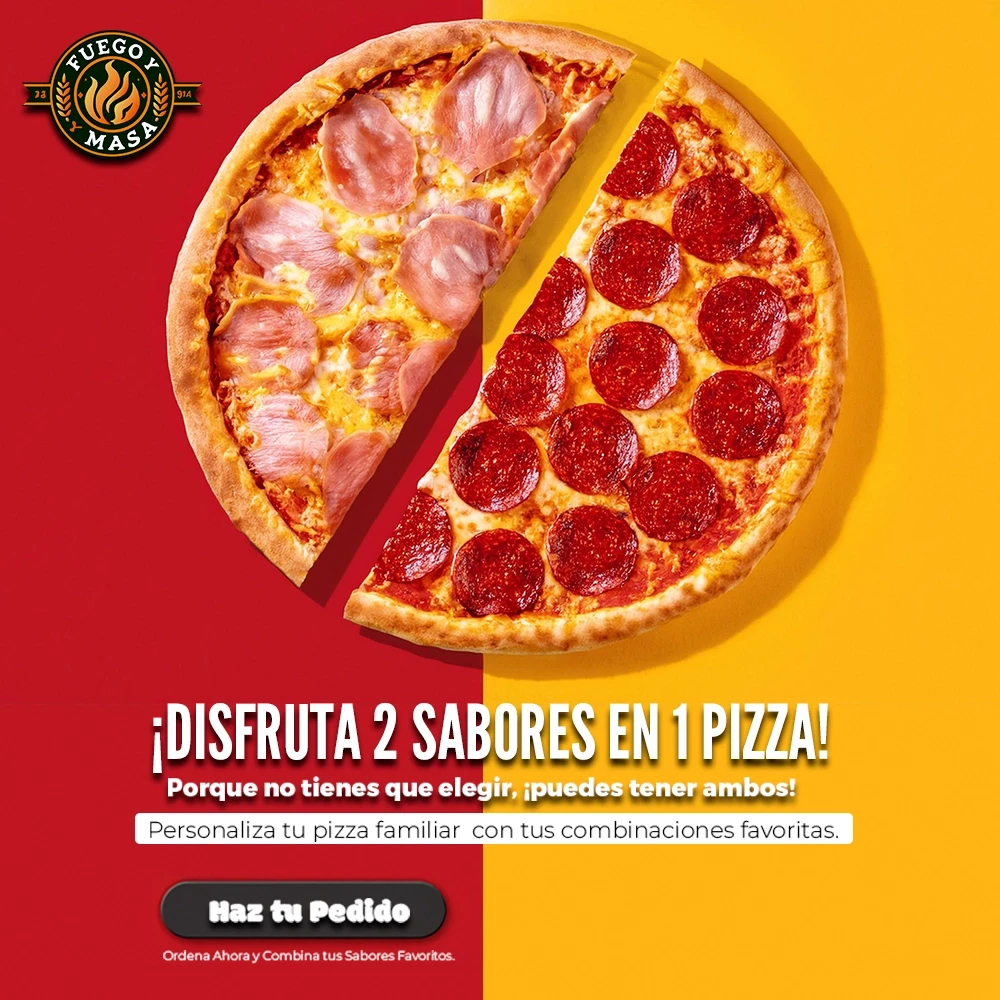 FUEGO Y
Y MASA
¡DISFRUTA 2 SABORES EN 1 PIZZA!
Porque no tienes que elegir, ¡puedes tener ambos!
Personaliza tu pizza familiar con tus combinaciones favoritas.
Haz tu Pedido
Ordena Ahora y Combina tus Sabores Favoritos.